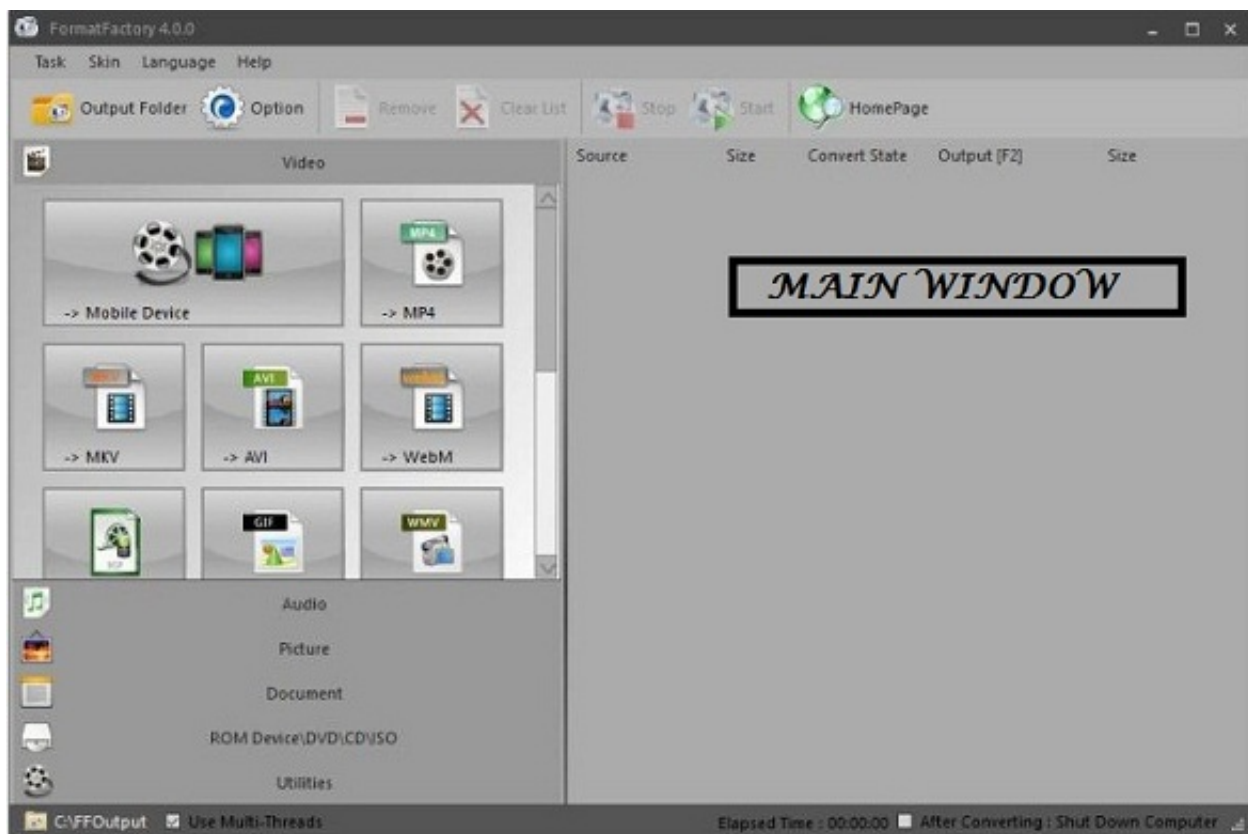 FormatFactory 4.0.0
Task Skin Language Help
Output Folder Option Remove Clear List Stop Start HomePage
Video
Source Size Convert State Output [F2] Size
MP4
-> Mobile Device -> MP4
MAIN WINDOW
MKV AVI webm
-> MKV -> AVI -> WebM
GIF WMV
Audio
Picture
Document
ROM Device\DVD\CD\ISO
Utilities
C:\FFOutput Use Multi-Threads Elapsed Time : 00:00:00 After Converting : Shut Down Computer